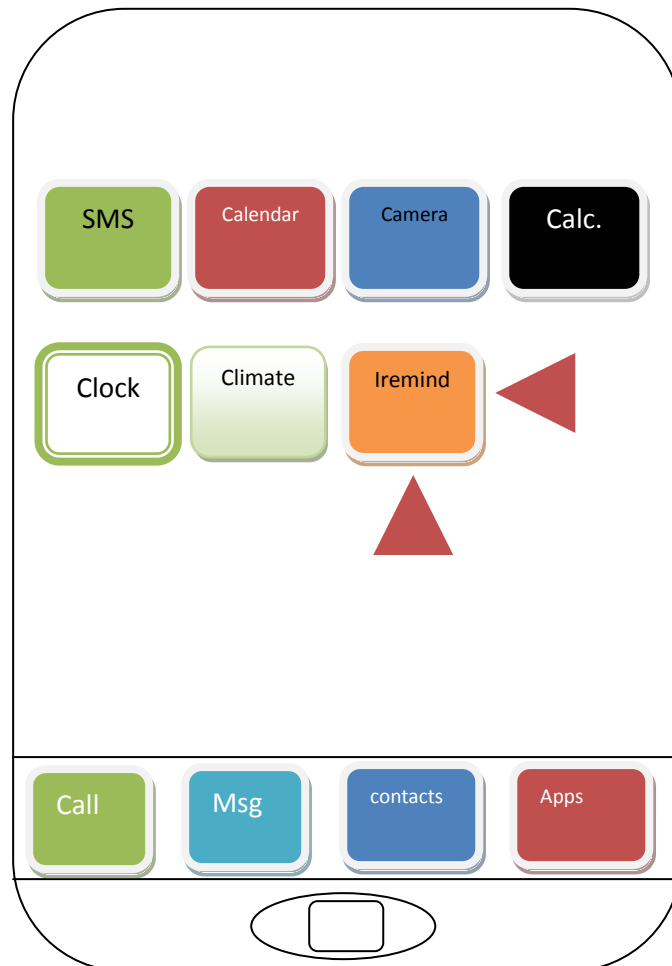 SMS
Calendar
Camera
Calc.
Clock
Climate
Iremind
Call
Msg
contacts
Apps